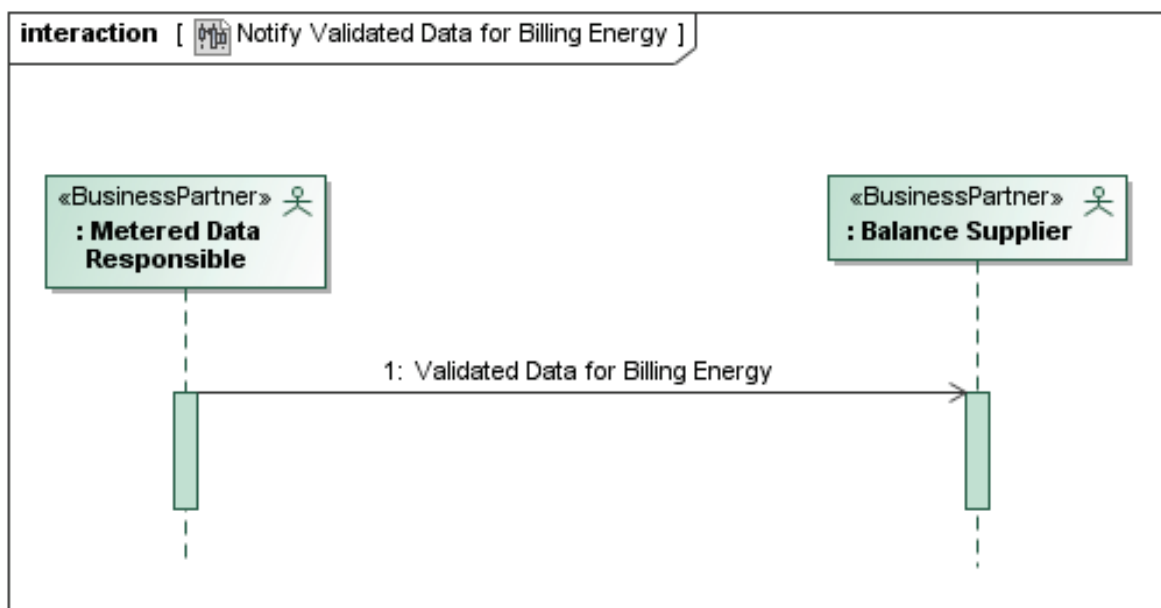 interaction [ Notify Validated Data for Billing Energy ]
«BusinessPartner»
: Metered Data
Responsible
«BusinessPartner»
: Balance Supplier
1: Validated Data for Billing Energy